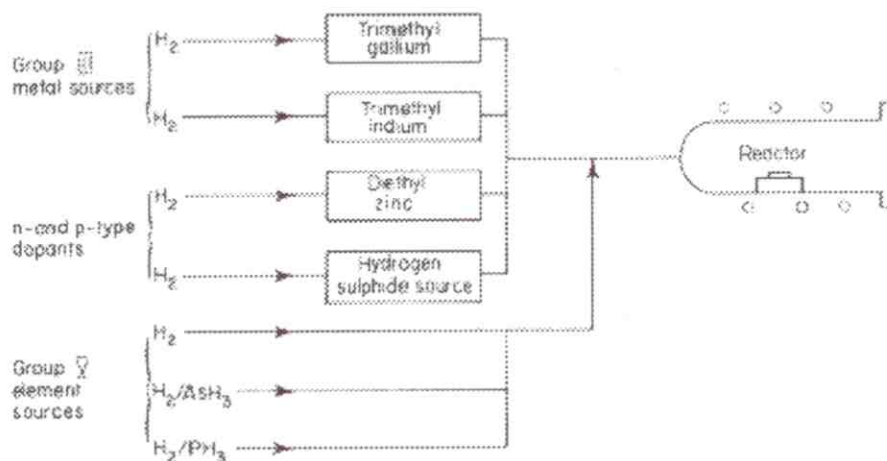 Group III
metal sources
H2
Trimethyl
gallium
H2
Trimethyl
indium
n-and p-type
dopants
H2
Diethyl
zinc
H2
Hydrogen
sulphide source
Group V
element
sources
H2
H2/AsH3
H2/PH3
Reactor